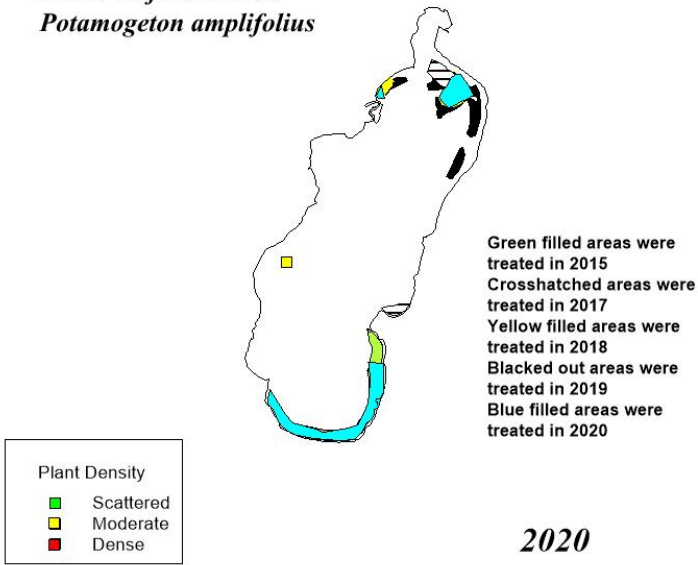 Potamogeton amplifolius
Green filled areas were
treated in 2015
Crosshatched areas were
treated in 2017
Yellow filled areas were
treated in 2018
Blacked out areas were
treated in 2019
Blue filled areas were
treated in 2020
Plant Density
Scattered
Moderate
Dense
2020